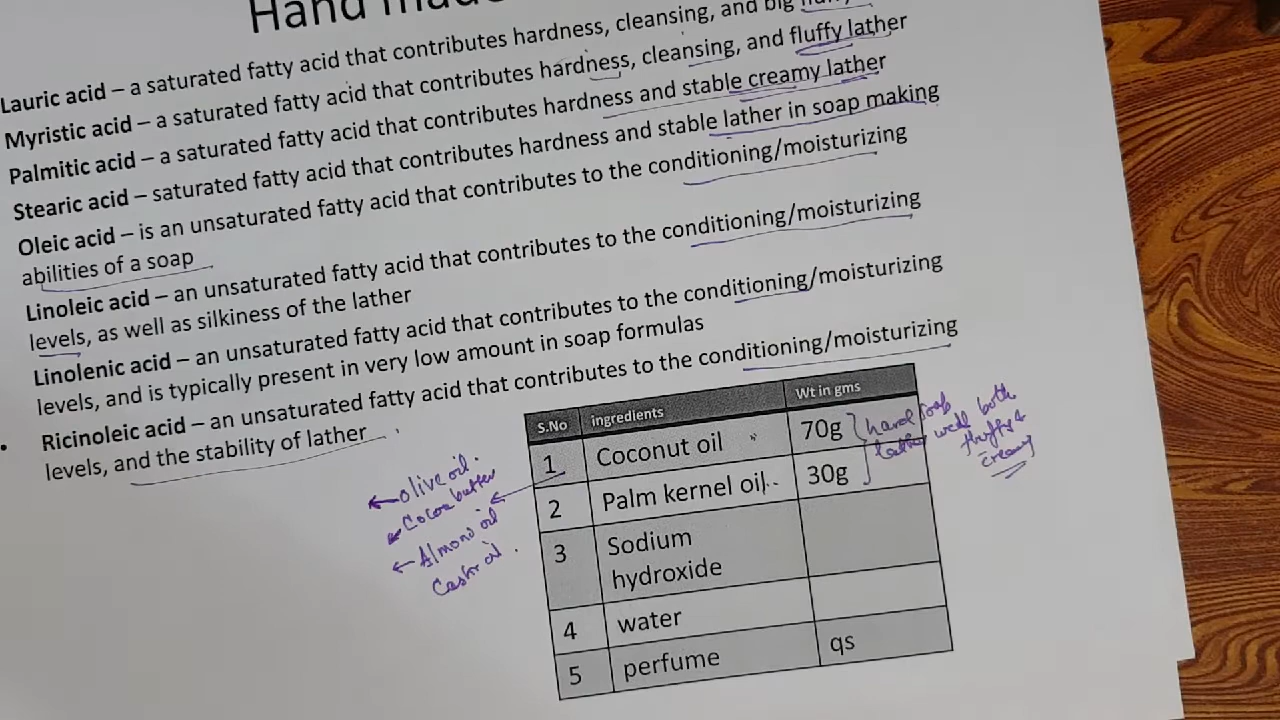 Hand made
Lauric acid – a saturated fatty acid that contributes hardness, cleansing, and big
Myristic acid – a saturated fatty acid that contributes hardness, cleansing, and fluffy lather
Palmitic acid – a saturated fatty acid that contributes hardness and stable creamy lather
Stearic acid – saturated fatty acid that contributes hardness and stable lather in soap making
Oleic acid – is an unsaturated fatty acid that contributes to the conditioning/moisturizing
abilities of a soap
Linoleic acid – an unsaturated fatty acid that contributes to the conditioning/moisturizing
levels, as well as silkiness of the lather
Linolenic acid – an unsaturated fatty acid that contributes to the conditioning/moisturizing
levels, and is typically present in very low amount in soap formulas
• Ricinoleic acid – an unsaturated fatty acid that contributes to the conditioning/moisturizing
levels, and the stability of lather
S.No ingredients Wt in gms
1 Coconut oil 70g
2 Palm kernel oil 30g
3 Sodium
hydroxide
4 water
5 perfume qs
hard soap
lather well both
fluffy &
creamy
olive oil.
Cocoa butter
Almond oil
Castor oil.